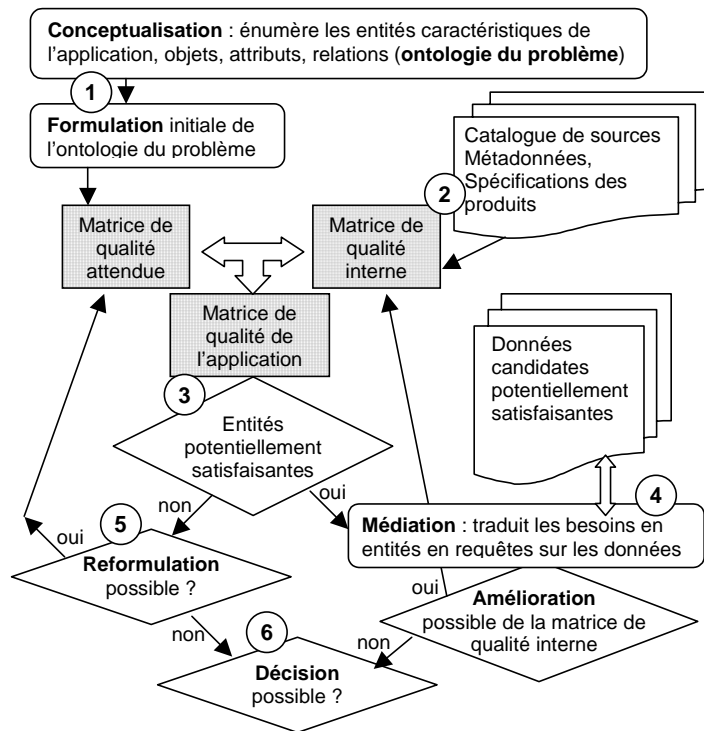 Conceptualisation : énumère les entités caractéristiques de
l’application, objets, attributs, relations (ontologie du problème)
1
Formulation initiale de
l’ontologie du problème
Catalogue de sources
Métadonnées,
Spécifications des
produits
2
Matrice de
qualité
attendue
Matrice de
qualité
interne
Matrice de
qualité de
l’application
Données
candidates
potentiellement
satisfaisantes
3
Entités
potentiellement
satisfaisantes
non
oui
4
Médiation : traduit les besoins en
entités en requêtes sur les données
5
oui
Reformulation
possible ?
oui
Amélioration
possible de la matrice de
qualité interne
non
6
non
Décision
possible ?